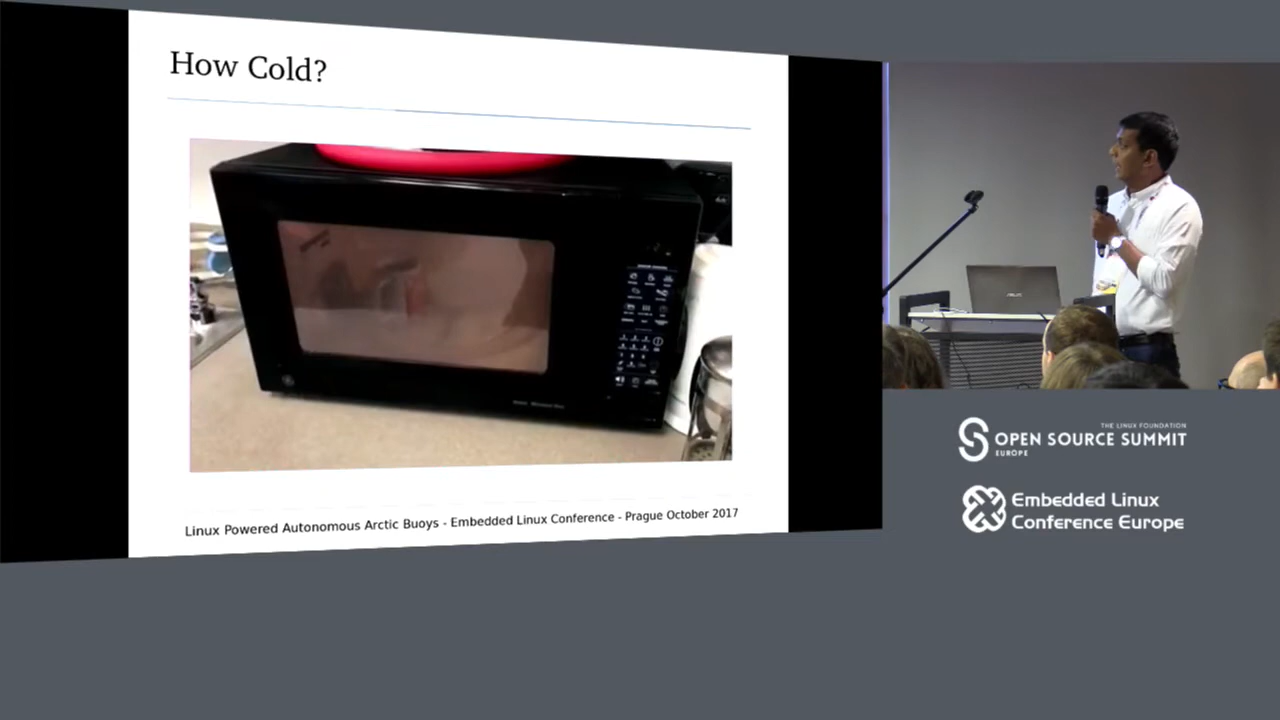 How Cold?
Linux Powered Autonomous Arctic Buoys - Embedded Linux Conference - Prague October 2017
ASUS
THE LINUX FOUNDATION
OPEN SOURCE SUMMIT
EUROPE
Embedded Linux
Conference Europe